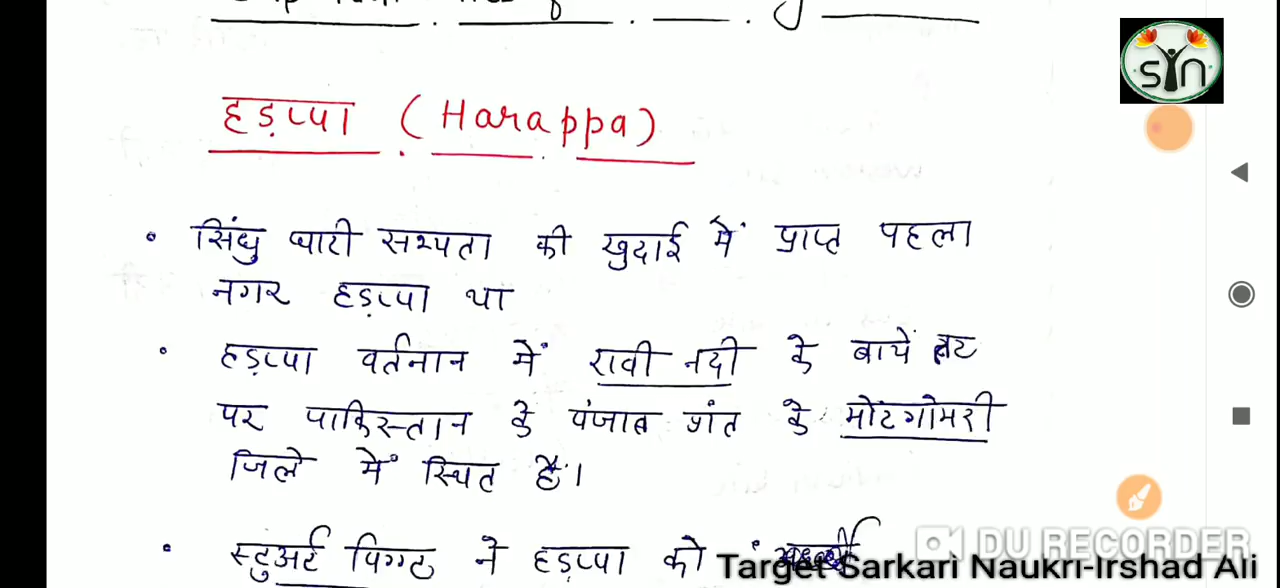 हड़प्पा (Harappa)
SYN
• सिंधु घाटी सभ्यता की खुदाई में प्राप्त पहला
नगर हड़प्पा था
• हड़प्पा वर्तमान में रावी नदी के बायें तट
पर पाकिस्तान के पंजाब प्रांत के मोंटगोमरी
जिले में स्थित है।
• स्टुअर्ट पिग्गट ने हड़प्पा को
DU RECORDER
Target Sarkari Naukri-Irshad Ali